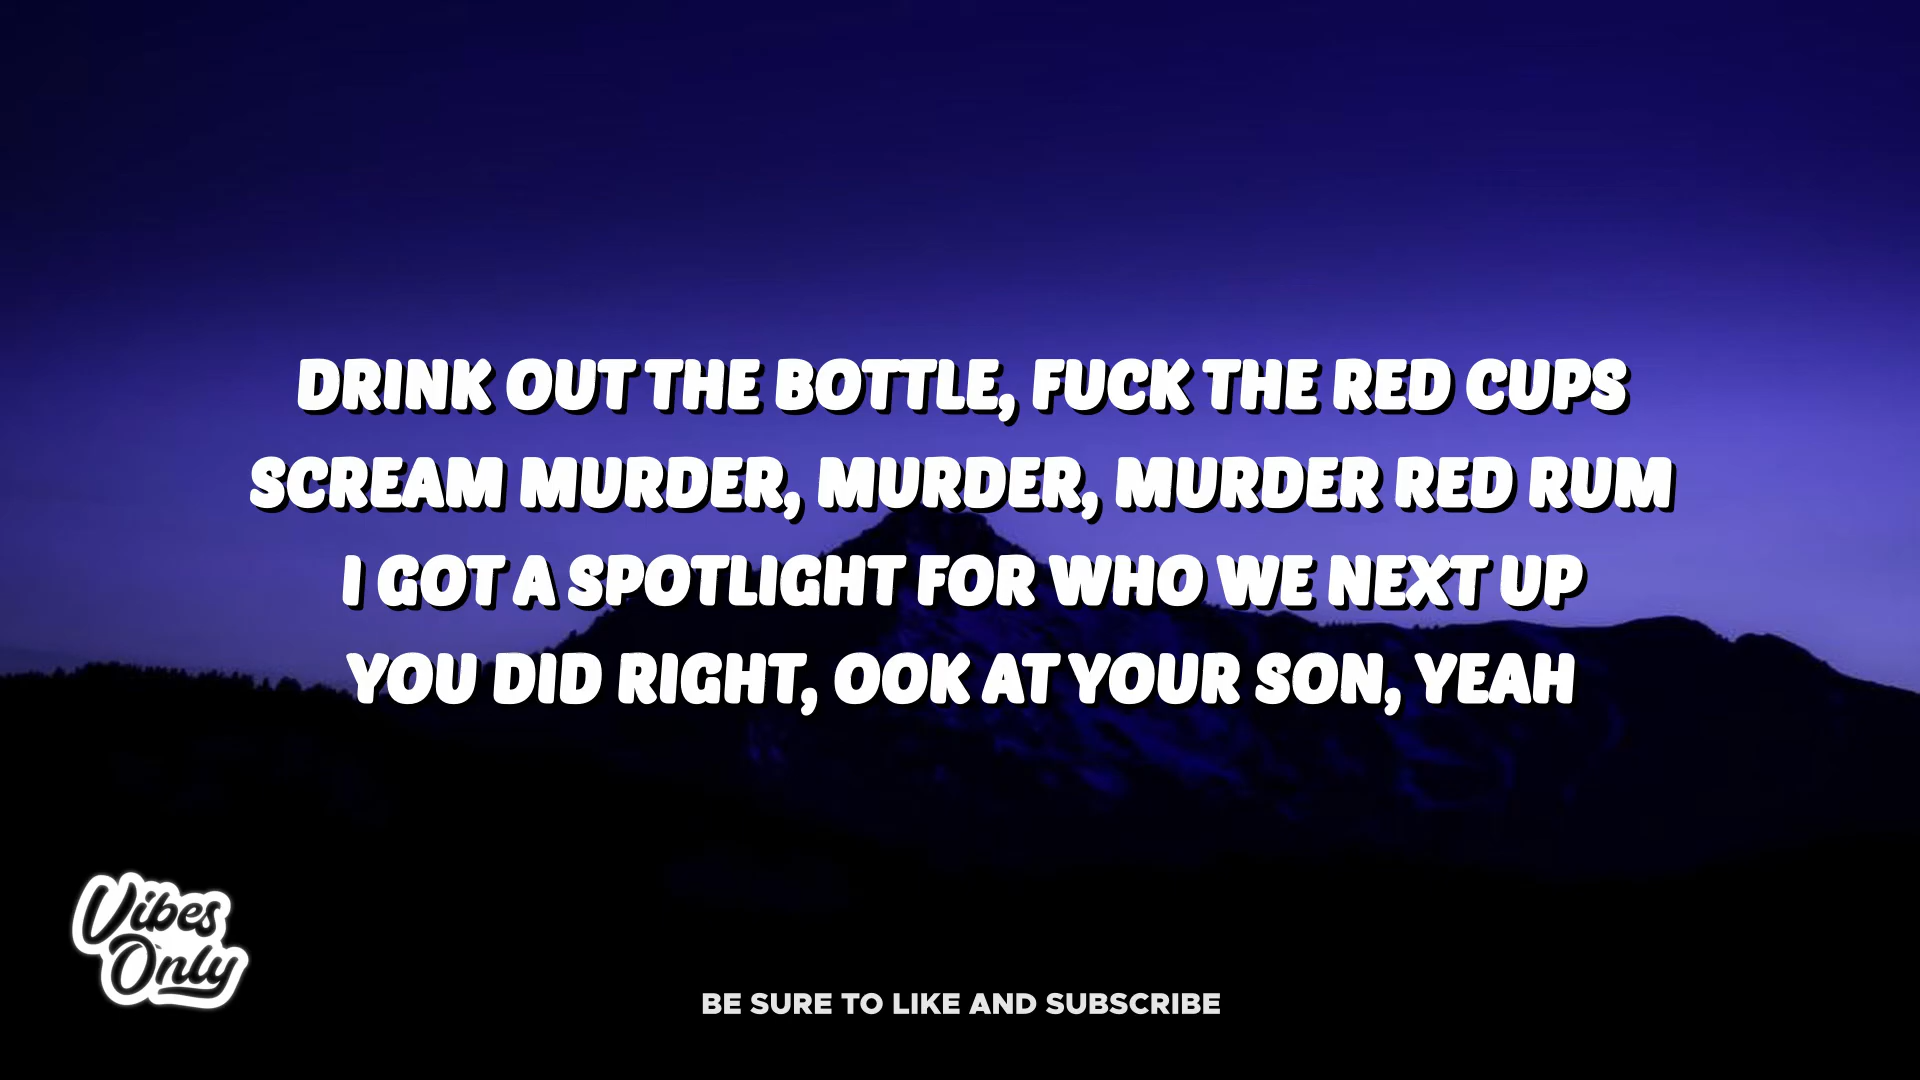 DRINK OUT THE BOTTLE, FUCK THE RED CUPS
SCREAM MURDER, MURDER, MURDER RED RUM
I GOT A SPOTLIGHT FOR WHO WE NEXT UP
YOU DID RIGHT, OOK AT YOUR SON, YEAH
Vibes
Only
BE SURE TO LIKE AND SUBSCRIBE